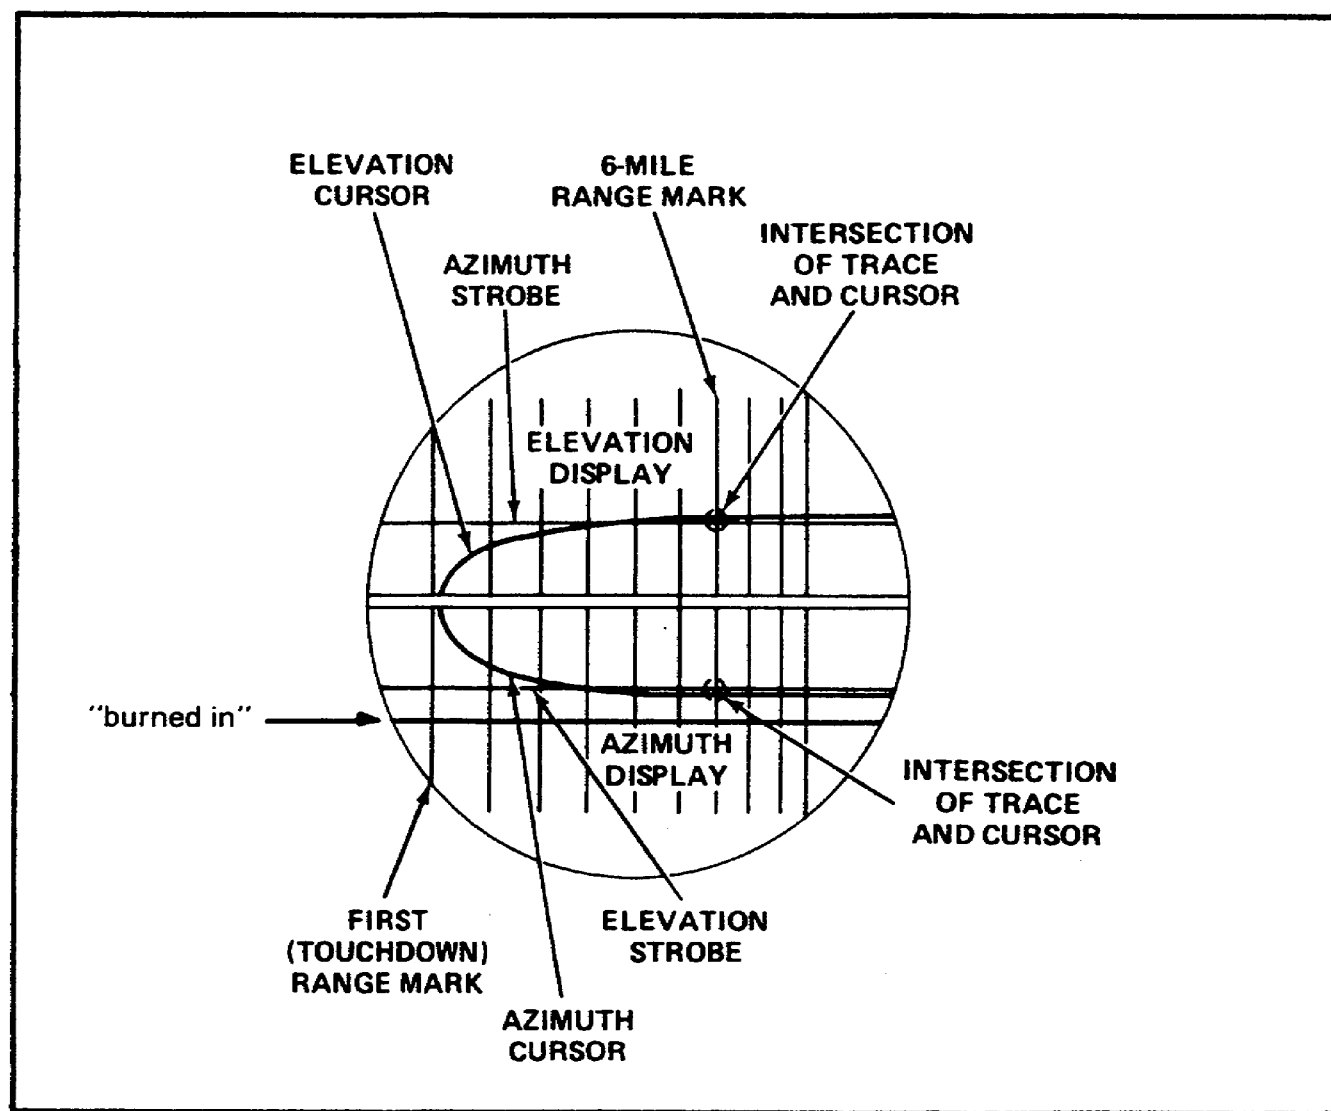 ELEVATION
CURSOR
6-MILE
RANGE MARK
INTERSECTION
OF TRACE
AND CURSOR
AZIMUTH
STROBE
ELEVATION
DISPLAY
"burned in"
AZIMUTH
DISPLAY
INTERSECTION
OF TRACE
AND CURSOR
FIRST
(TOUCHDOWN)
RANGE MARK
ELEVATION
STROBE
AZIMUTH
CURSOR